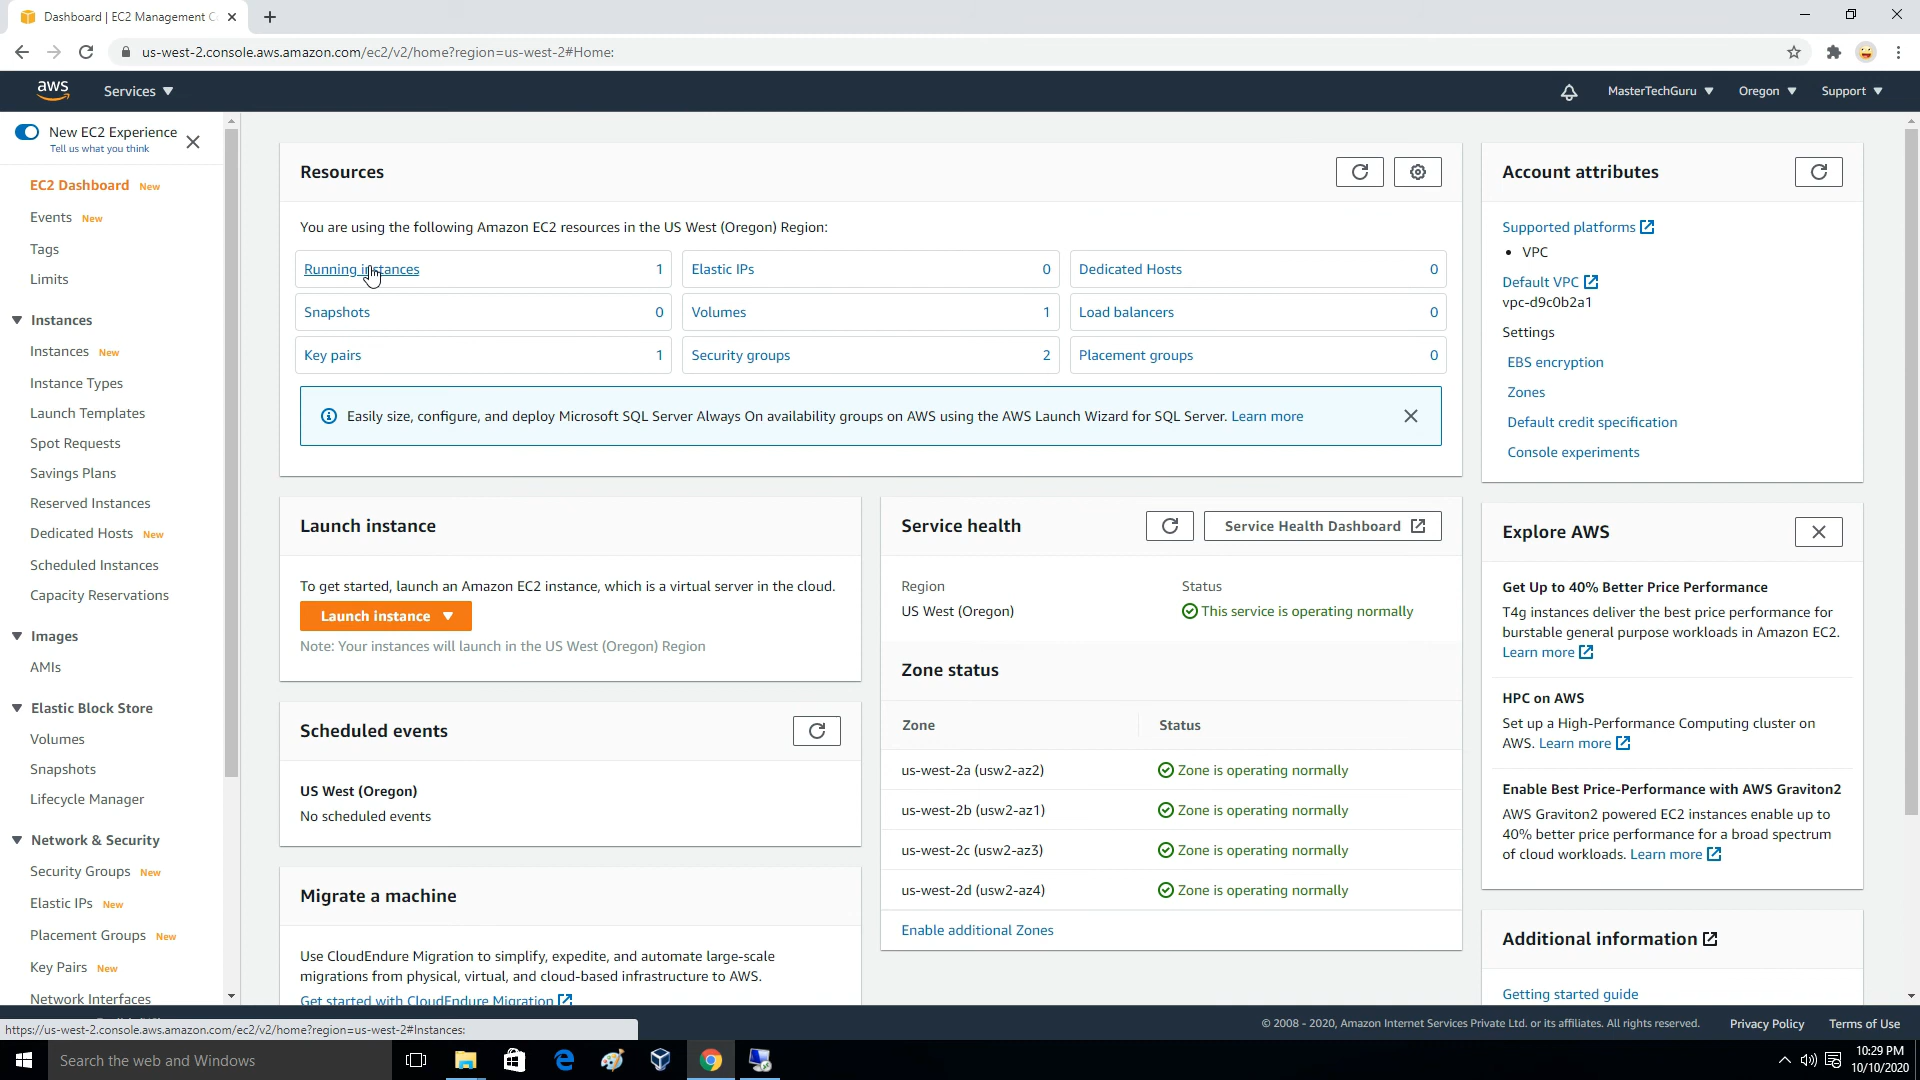 Dashboard | EC2 Management C
us-west-2.console.aws.amazon.com/ec2/v2/home?region=us-west-2#Home:
aws
Services
MasterTechGuru
Oregon
Support
New EC2 Experience
Tell us what you think
EC2 Dashboard New
Events New
Tags
Limits
Instances
Instances New
Instance Types
Launch Templates
Spot Requests
Savings Plans
Reserved Instances
Dedicated Hosts New
Scheduled Instances
Capacity Reservations
Images
AMIs
Elastic Block Store
Volumes
Snapshots
Lifecycle Manager
Network & Security
Security Groups New
Elastic IPs New
Placement Groups New
Key Pairs New
Network Interfaces
Resources
You are using the following Amazon EC2 resources in the US West (Oregon) Region:
Running instances 1
Elastic IPs 0
Dedicated Hosts 0
Snapshots 0
Volumes 1
Load balancers 0
Key pairs 1
Security groups 2
Placement groups 0
Easily size, configure, and deploy Microsoft SQL Server Always On availability groups on AWS using the AWS Launch Wizard for SQL Server. Learn more
Launch instance
To get started, launch an Amazon EC2 instance, which is a virtual server in the cloud.
Launch instance
Note: Your instances will launch in the US West (Oregon) Region
Scheduled events
US West (Oregon)
No scheduled events
Migrate a machine
Use CloudEndure Migration to simplify, expedite, and automate large-scale
migrations from physical, virtual, and cloud-based infrastructure to AWS.
Get started with CloudEndure Migration
Service health
Service Health Dashboard
Region
Status
US West (Oregon)
This service is operating normally
Zone status
Zone
Status
us-west-2a (usw2-az2)
Zone is operating normally
us-west-2b (usw2-az1)
Zone is operating normally
us-west-2c (usw2-az3)
Zone is operating normally
us-west-2d (usw2-az4)
Zone is operating normally
Enable additional Zones
Account attributes
Supported platforms
• VPC
Default VPC
vpc-d9c0b2a1
Settings
EBS encryption
Zones
Default credit specification
Console experiments
Explore AWS
Get Up to 40% Better Price Performance
T4g instances deliver the best price performance for
burstable general purpose workloads in Amazon EC2.
Learn more
HPC on AWS
Set up a High-Performance Computing cluster on
AWS. Learn more
Enable Best Price-Performance with AWS Graviton2
AWS Graviton2 powered EC2 instances enable up to
40% better price performance for a broad spectrum
of cloud workloads. Learn more
Additional information
Getting started guide
https://us-west-2.console.aws.amazon.com/ec2/v2/home?region=us-west-2#Instances:
© 2008 - 2020, Amazon Internet Services Private Ltd. or its affiliates. All rights reserved.
Privacy Policy
Terms of Use
Search the web and Windows
10:29 PM
10/10/2020